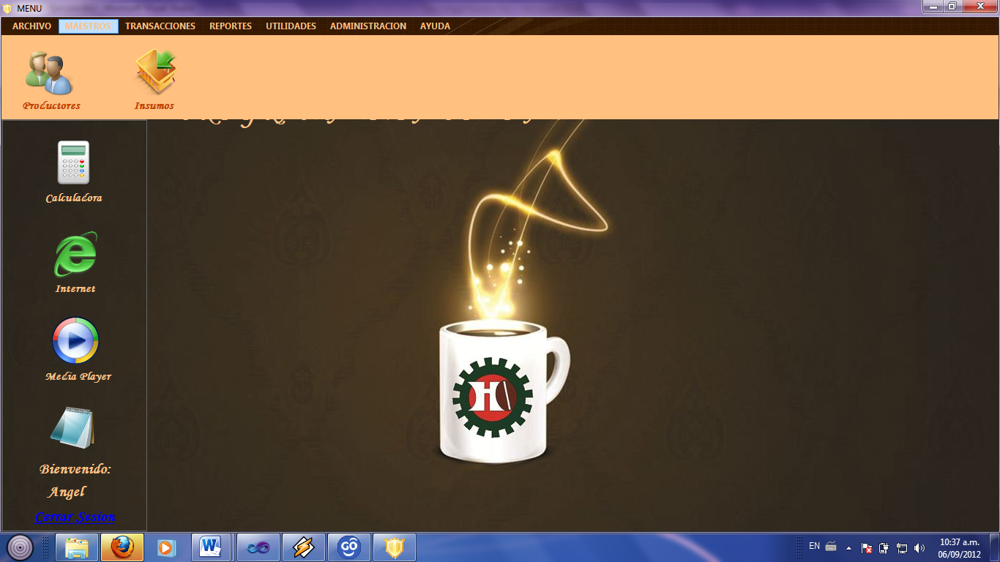 MENU
ARCHIVO MAESTROS TRANSACCIONES REPORTES UTILIDADES ADMINISTRACION AYUDA
Productores Insumos
Calculadora
Internet
Media Player
H
Bienvenido:
Angel
Cerrar Sesion
W GO EN 10:37 a.m.
06/09/2012